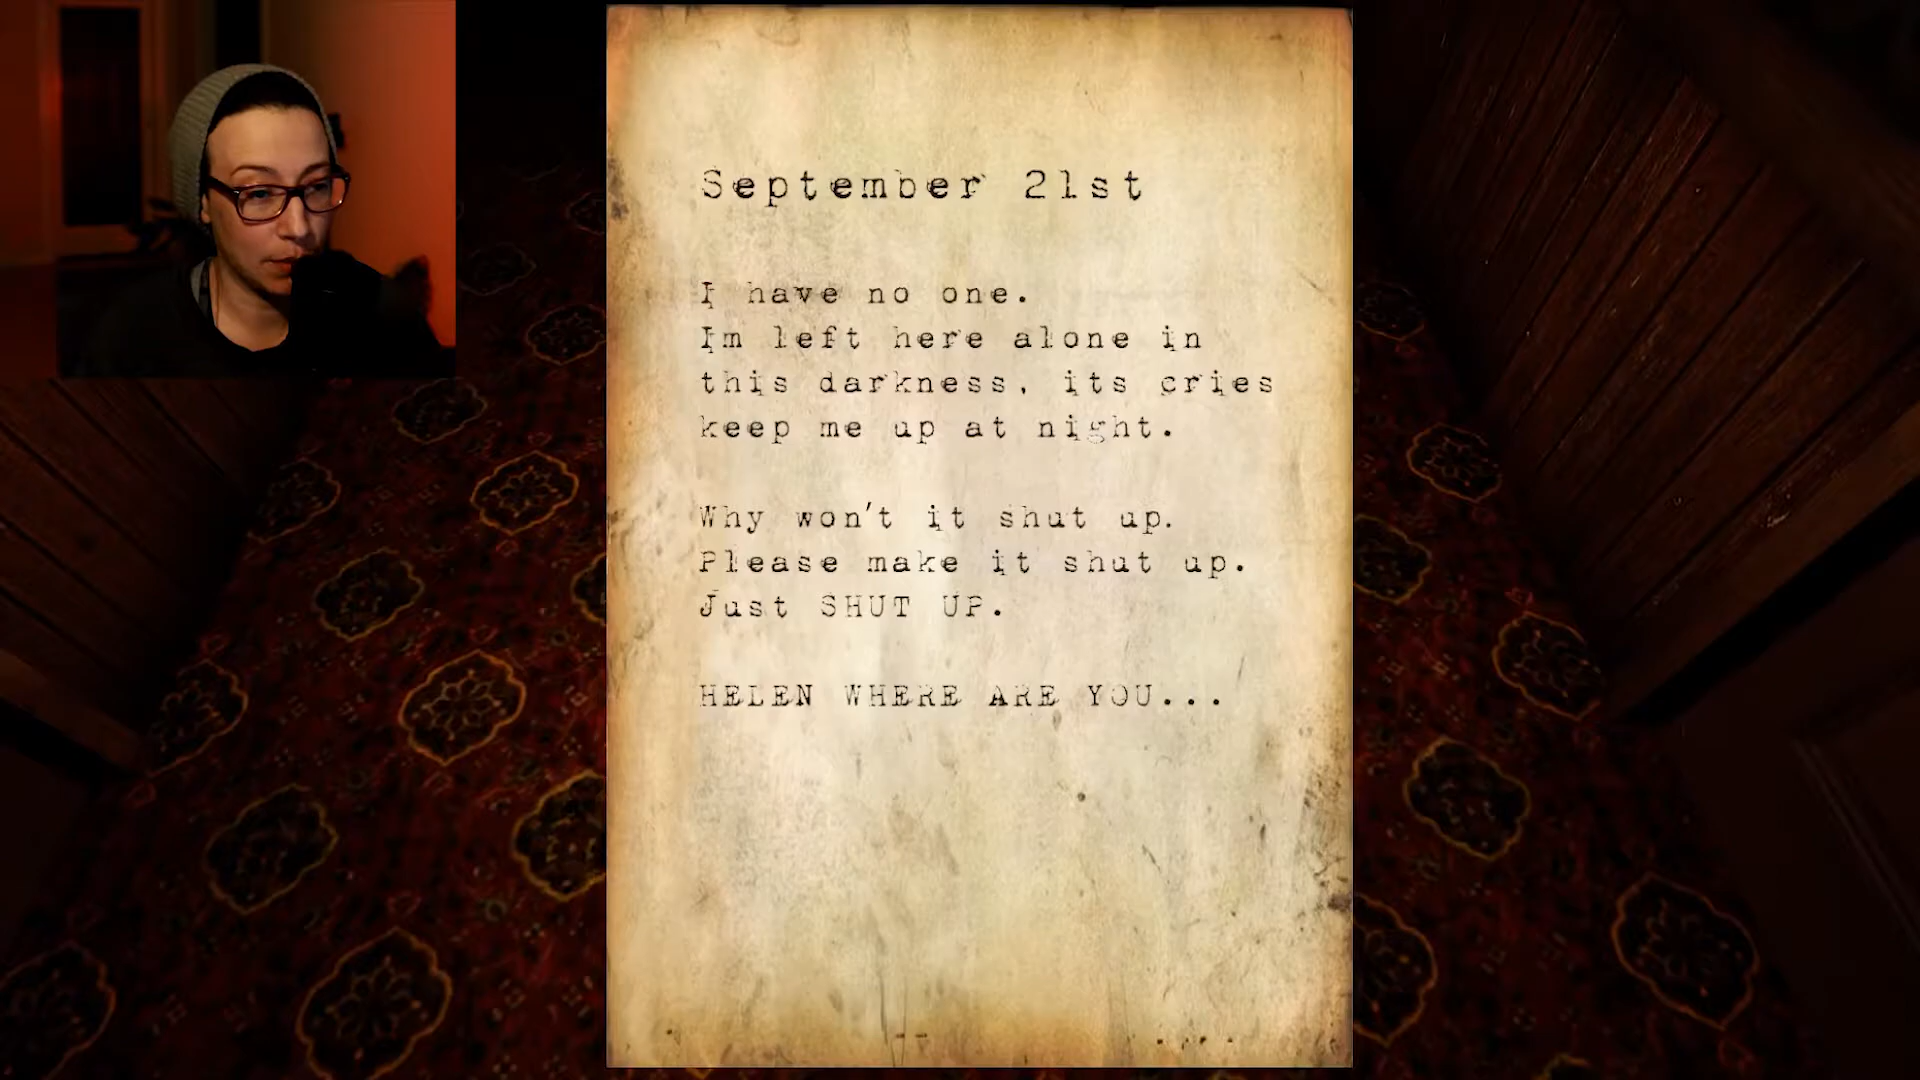 September 21st
I have no one.
Im left here alone in
this darkness, its cries
keep me up at night.
Why won't it shut up.
Please make it shut up.
Just SHUT UP.
HELEN WHERE ARE YOU...